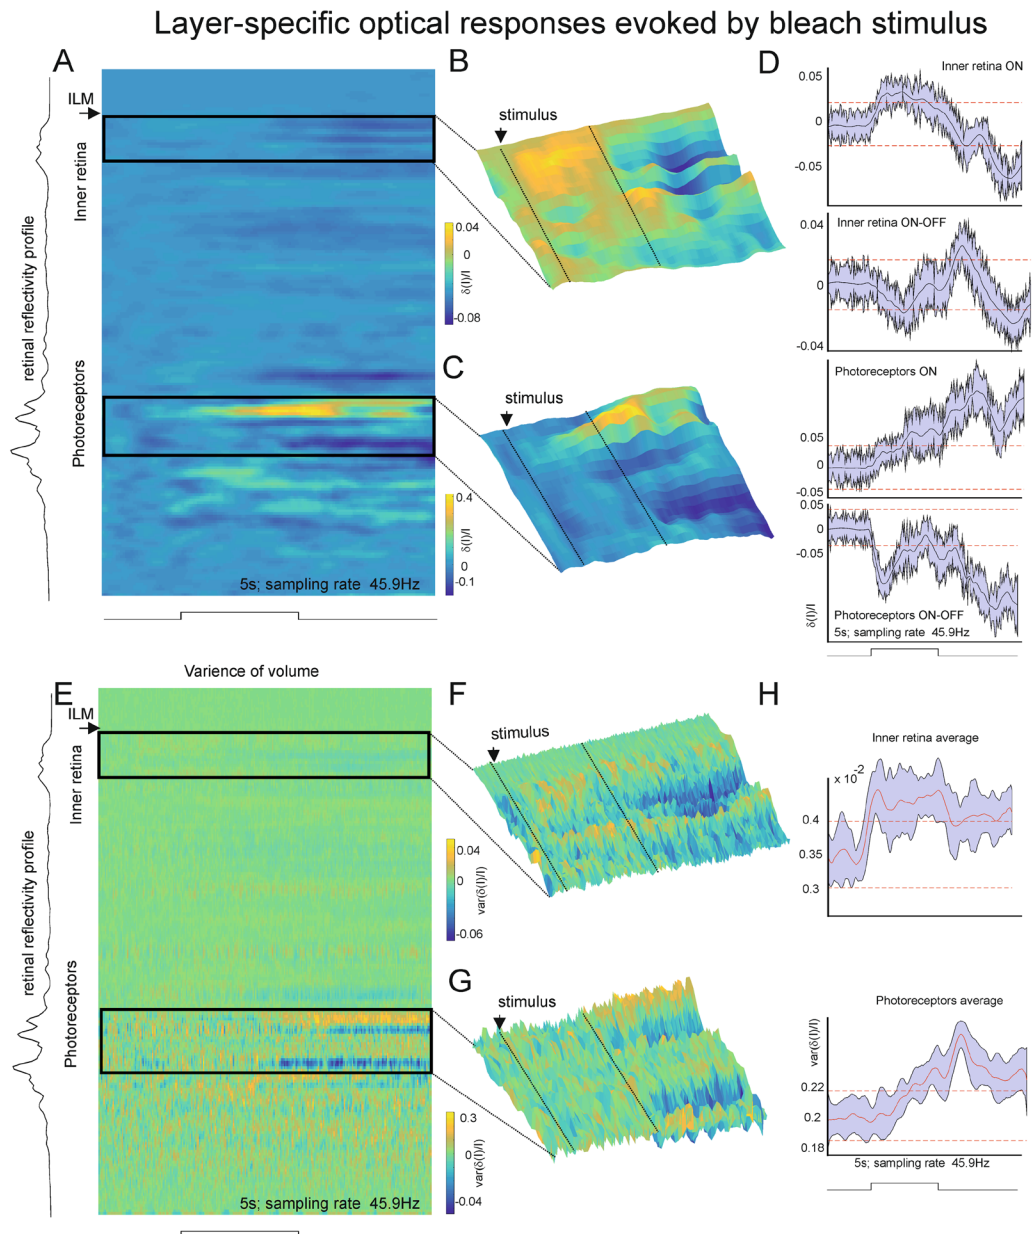 Layer-specific optical responses evoked by bleach stimulus
A
ILM
Inner retina
retinal reflectivity profile
Photoreceptors
5s; sampling rate 45.9Hz
B
stimulus
0.04
0
-0.08
δ(I)/I
C
stimulus
0.4
0
-0.1
δ(I)/I
D
Inner retina ON
0.05
0
-0.05
Inner retina ON-OFF
0.04
0
-0.04
Photoreceptors ON
0.05
0
-0.05
0.05
0
-0.05
δ(I)/I
Photoreceptors ON-OFF
5s; sampling rate 45.9Hz
Varience of volume
E
ILM
Inner retina
retinal reflectivity profile
Photoreceptors
5s; sampling rate 45.9Hz
F
stimulus
0.04
0
-0.06
var(δ(I)/I)
G
stimulus
0.3
0
-0.04
var(δ(I)/I)
H
Inner retina average
x 10-2
0.4
0.35
0.3
Photoreceptors average
var(δ(I)/I)
0.22
0.2
0.18
5s; sampling rate 45.9Hz